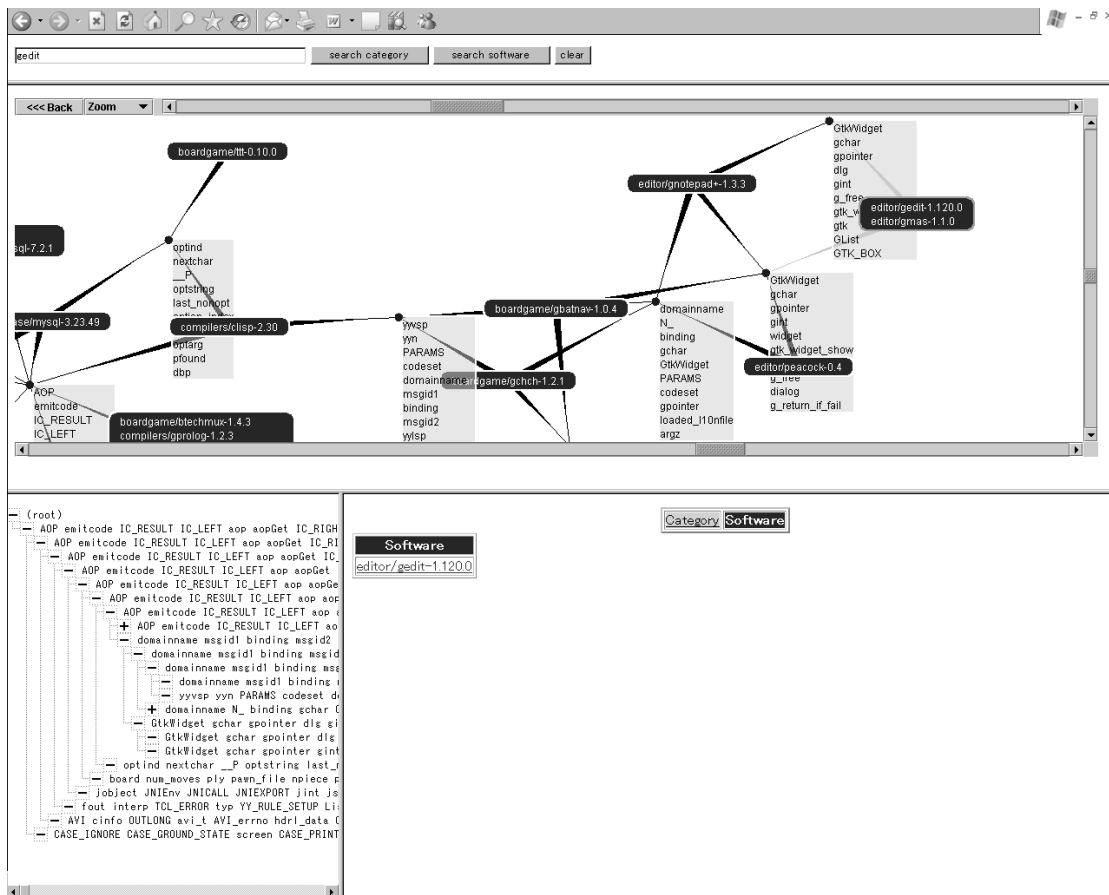 gedit
search category
search software
clear
<<< Back
Zoom
boardgame/ttt-0.10.0
sql-7.2.1
optind
nextchar
__P
optstring
last_nonopt
compilers/clisp-2.30
optarg
pfound
dbp
ase/mysql-3.23.49
AOP
emitcode
IC_RESULT
IC_LEFT
boardgame/btechmux-1.4.3
compilers/gprolog-1.2.3
yyvsp
yyn
PARAMS
codeset
domainname
msgid1
binding
msgid2
yylsp
boardgame/gbatnav-1.0.4
ardgame/gchch-1.2.1
editor/gnotepad+-1.3.3
domainname
N_
binding
gchar
GtkWidget
PARAMS
codeset
gpointer
loaded_l10nfile
argz
GtkWidget
gchar
gpointer
dlg
gint
g_free
gtk_w
gtk
GList
GTK_BOX
editor/gedit-1.120.0
editor/gmas-1.1.0
GtkWidget
gchar
gpointer
gint
widget
gtk_widget_show
editor/peacock-0.4
g_free
dialog
g_return_if_fail
(root)
AOP emitcode IC_RESULT IC_LEFT aop aopGet IC_RIGH
AOP emitcode IC_RESULT IC_LEFT aop aopGet IC_RI
AOP emitcode IC_RESULT IC_LEFT aop aopGet IC_
AOP emitcode IC_RESULT IC_LEFT aop aopGet
AOP emitcode IC_RESULT IC_LEFT aop aopGe
AOP emitcode IC_RESULT IC_LEFT aop aop
AOP emitcode IC_RESULT IC_LEFT aop a
AOP emitcode IC_RESULT IC_LEFT ao
domainname msgid1 binding msgid2
domainname msgid1 binding msgid
domainname msgid1 binding msg
domainname msgid1 binding
yyvsp yyn PARAMS codeset d
domainname N_ binding gchar G
GtkWidget gchar gpointer dlg gi
GtkWidget gchar gpointer dlg
GtkWidget gchar gpointer gint
optind nextchar __P optstring last_n
board num_moves ply pawn_file npiece p
jobject JNIEnv JNICALL JNIEXPORT jint js
fout interp TCL_ERROR typ YY_RULE_SETUP Li
AVI cinfo OUTLONG avi_t AVI_errno hdrl_data
CASE_IGNORE CASE_GROUND_STATE screen CASE_PRINT
Category Software
Software
editor/gedit-1.120.0